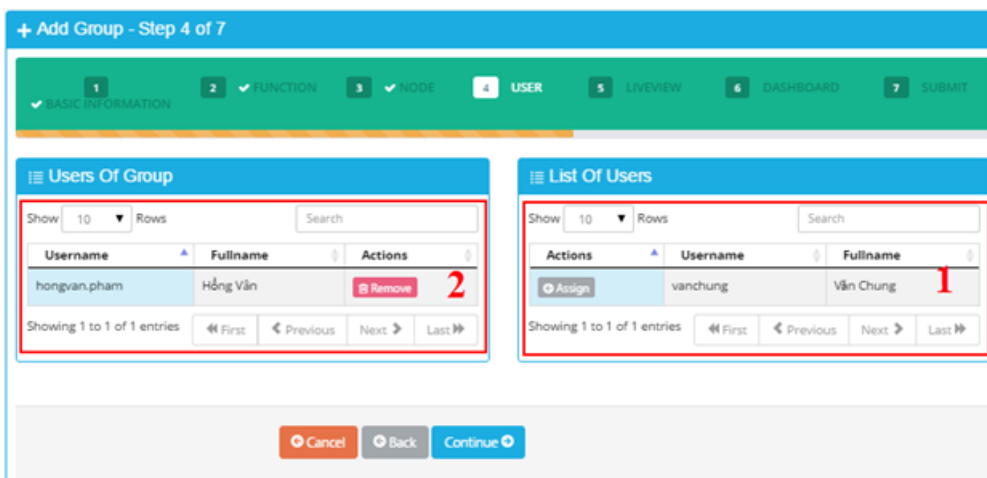 Add Group - Step 4 of 7
1 BASIC INFORMATION
2 FUNCTION
3 NODE
4 USER
5 LIVEVIEW
6 DASHBOARD
7 SUBMIT
Users Of Group
Show 10 Rows Search
Username Fullname Actions
hongvan.pham Hồng Vân Remove 2
Showing 1 to 1 of 1 entries First Previous Next Last
List Of Users
Show 10 Rows Search
Actions Username Fullname
Assign vanchung Văn Chung 1
Showing 1 to 1 of 1 entries First Previous Next Last
Cancel Back Continue